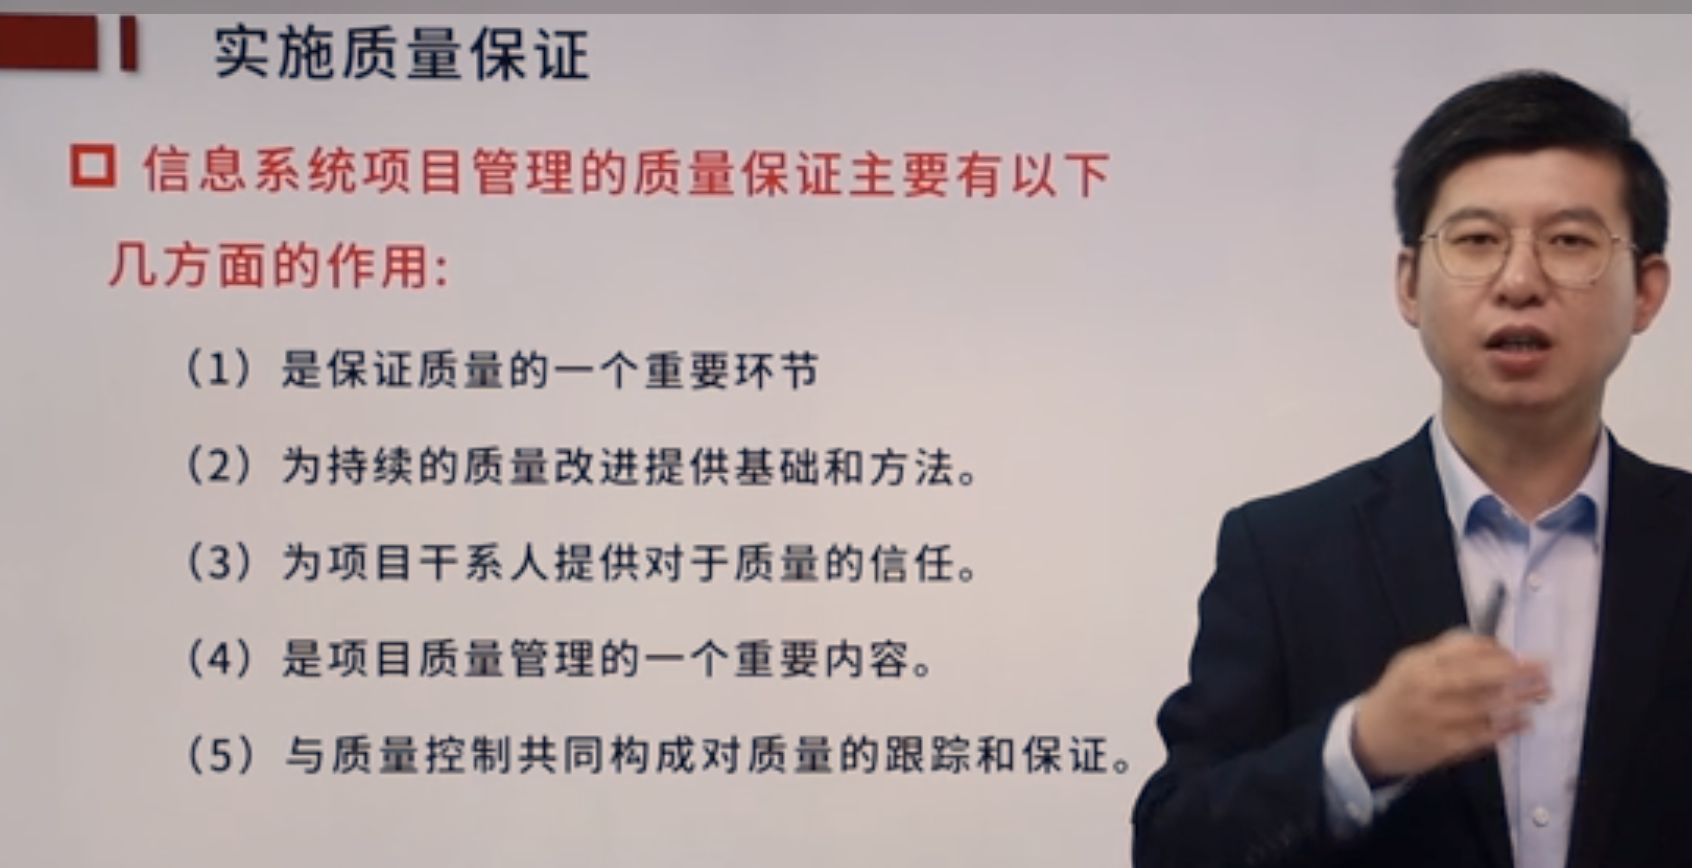 实施质量保证
信息系统项目管理的质量保证主要有以下
几方面的作用:
（1）是保证质量的一个重要环节
（2）为持续的质量改进提供基础和方法。
（3）为项目干系人提供对于质量的信任。
（4）是项目质量管理的一个重要内容。
（5）与质量控制共同构成对质量的跟踪和保证。